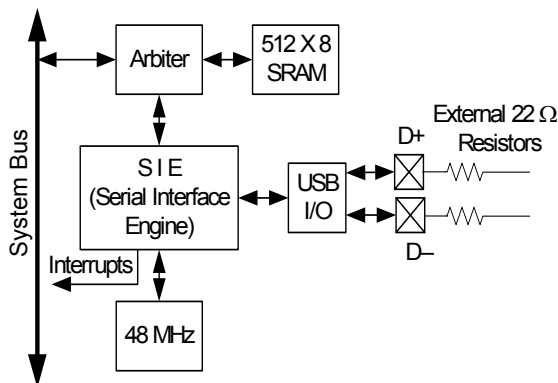 512 X 8
SRAM
Arbiter
External 22 Ω
Resistors
D+
System Bus
S I E
(Serial Interface
Engine)
USB
I/O
D–
Interrupts
48 MHz